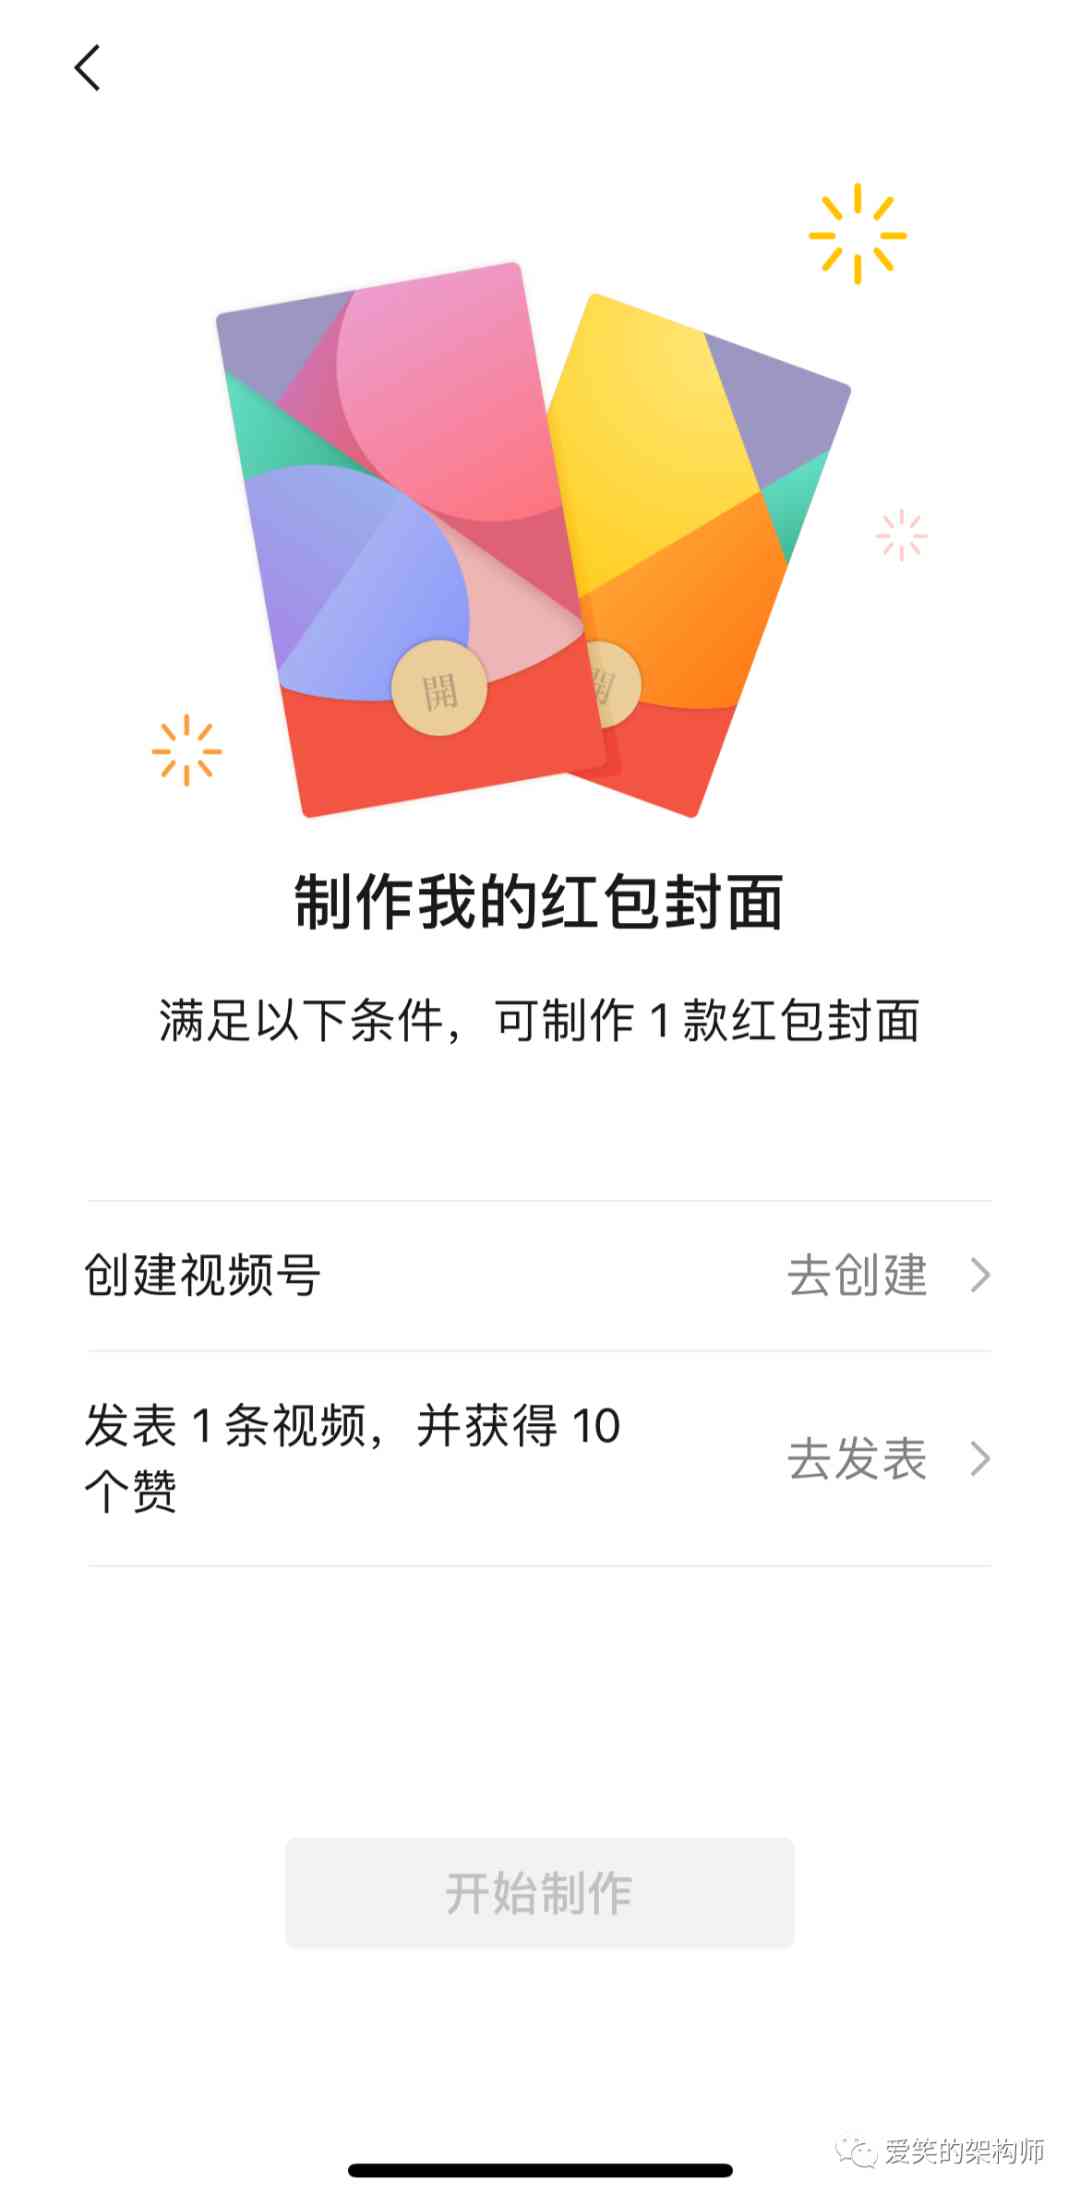 開
開
制作我的红包封面
满足以下条件，可制作 1 款红包封面
创建视频号
去创建
发表 1 条视频，并获得 10
个赞
去发表
开始制作
爱笑的架构师